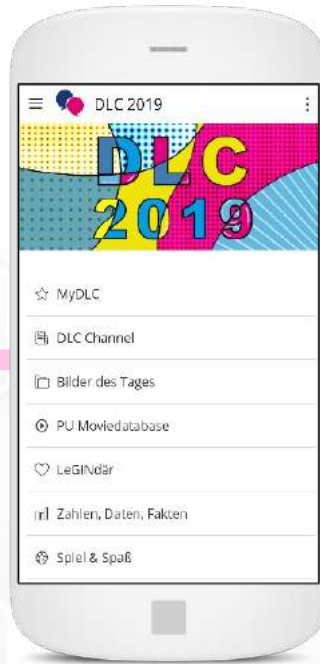 DLC 2019
DLC
2019
MyDLC
DLC Channel
Bilder des Tages
PU Moviedatabase
LeGINdär
Zahlen, Daten, Fakten
Spiel & Spaß